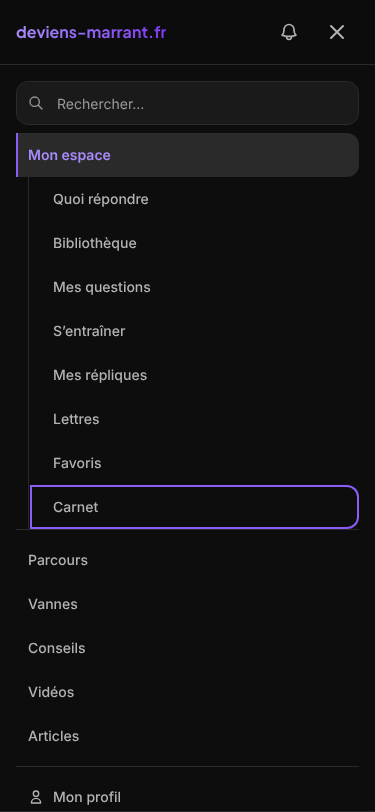 deviens-marrant.fr
Rechercher...
Mon espace
Quoi répondre
Bibliothèque
Mes questions
S'entraîner
Mes répliques
Lettres
Favoris
Carnet
Parcours
Vannes
Conseils
Vidéos
Articles
Mon profil